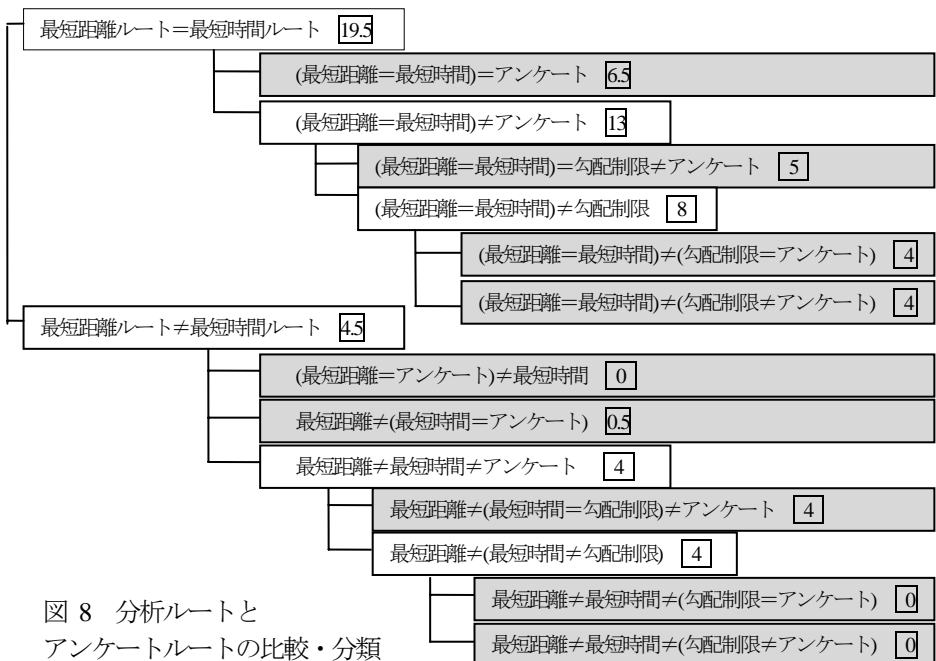 最短距離ルート＝最短時間ルート 19.5
(最短距離＝最短時間)＝アンケート 6.5
(最短距離＝最短時間)≠アンケート 13
(最短距離＝最短時間)＝勾配制限≠アンケート 5
(最短距離＝最短時間)≠勾配制限 8
(最短距離＝最短時間)≠(勾配制限＝アンケート) 4
(最短距離＝最短時間)≠(勾配制限≠アンケート) 4
最短距離ルート≠最短時間ルート 4.5
(最短距離＝アンケート)≠最短時間 0
最短距離≠(最短時間＝アンケート) 0.5
最短距離≠最短時間≠アンケート 4
最短距離≠(最短時間＝勾配制限)≠アンケート 4
最短距離≠(最短時間≠勾配制限) 4
最短距離≠最短時間≠(勾配制限＝アンケート) 0
最短距離≠最短時間≠(勾配制限≠アンケート) 0
図 8 分析ルートと
アンケートルートの比較・分類